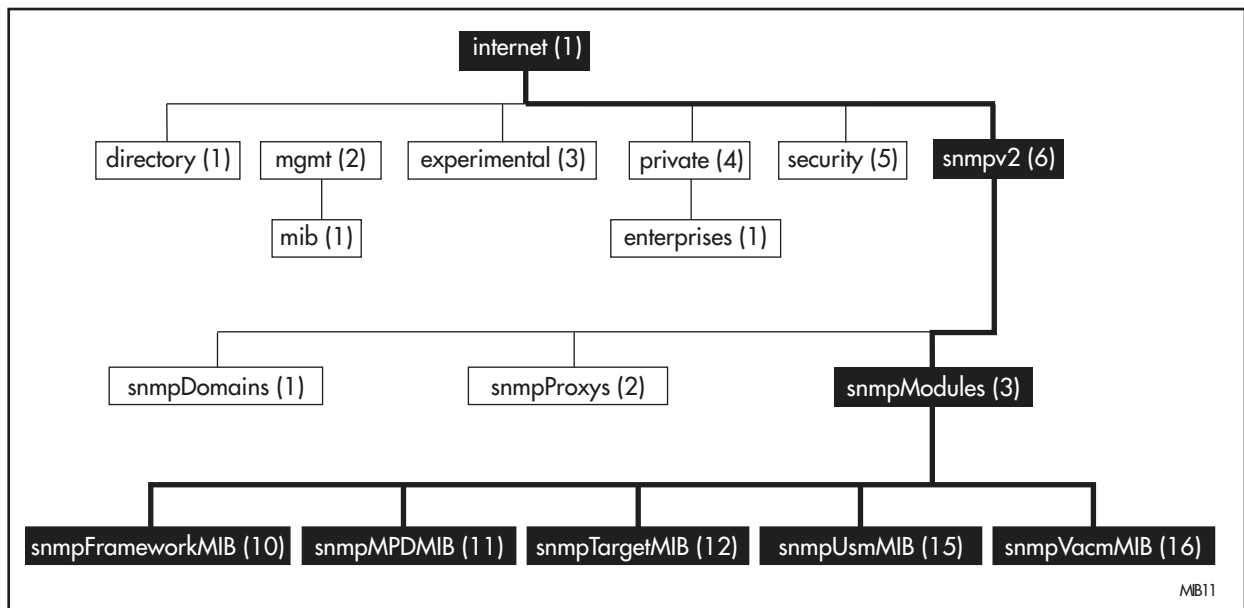 internet (1)
directory (1) mgmt (2) experimental (3) private (4) security (5) snmpv2 (6)
mib (1) enterprises (1)
snmpDomains (1) snmpProxys (2) snmpModules (3)
snmpFrameworkMIB (10) snmpMPDMIB (11) snmpTargetMIB (12) snmpUsmMIB (15) snmpVacmMIB (16)
MIB11